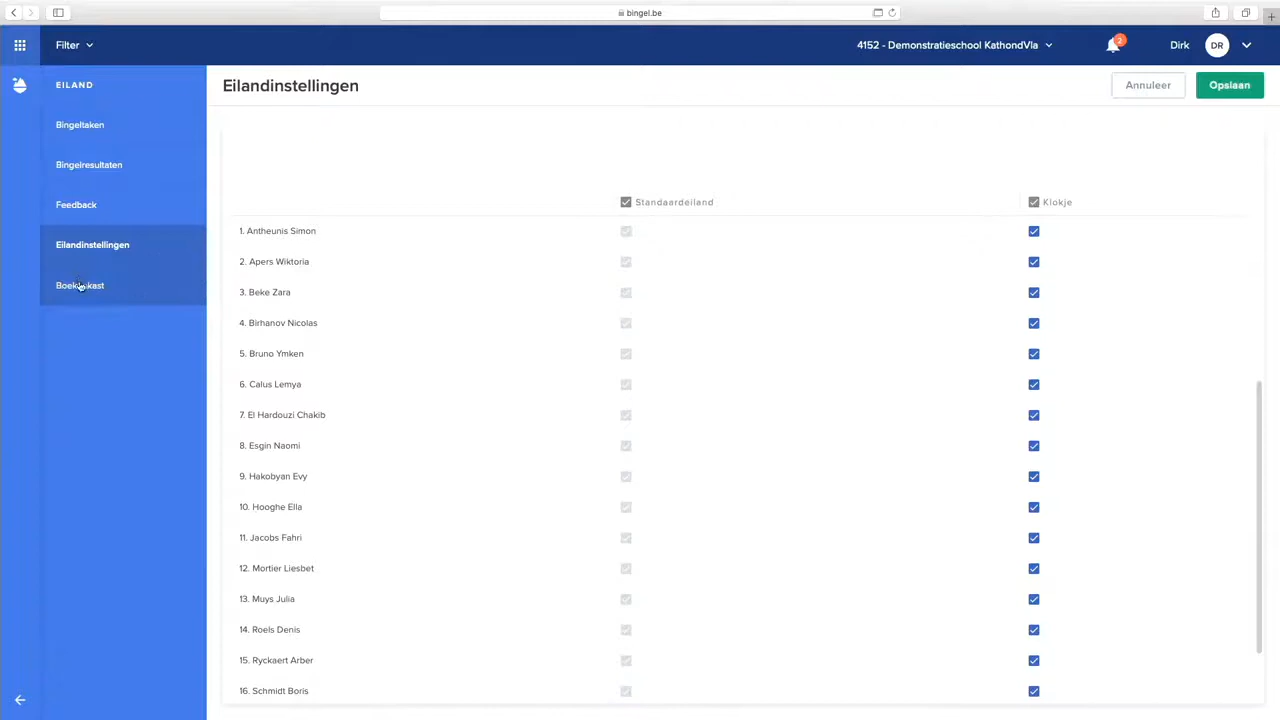 bingel.be
Filter
4152 - Demonstratieschool KathondVla
2
Dirk
DR
EILAND
Eilandinstellingen
Annuleer
Opslaan
Bingeltaken
Bingelresultaten
Feedback
Eilandinstellingen
Boekenkast
Standaardeiland
Klokje
1. Antheunis Simon
2. Apers Wiktoria
3. Beke Zara
4. Birhanov Nicolas
5. Bruno Ymken
6. Calus Lemya
7. El Hardouzi Chakib
8. Esgin Naomi
9. Hakobyan Evy
10. Hooghe Ella
11. Jacobs Fahri
12. Mortier Liesbet
13. Muys Julia
14. Roels Denis
15. Ryckaert Arber
16. Schmidt Boris